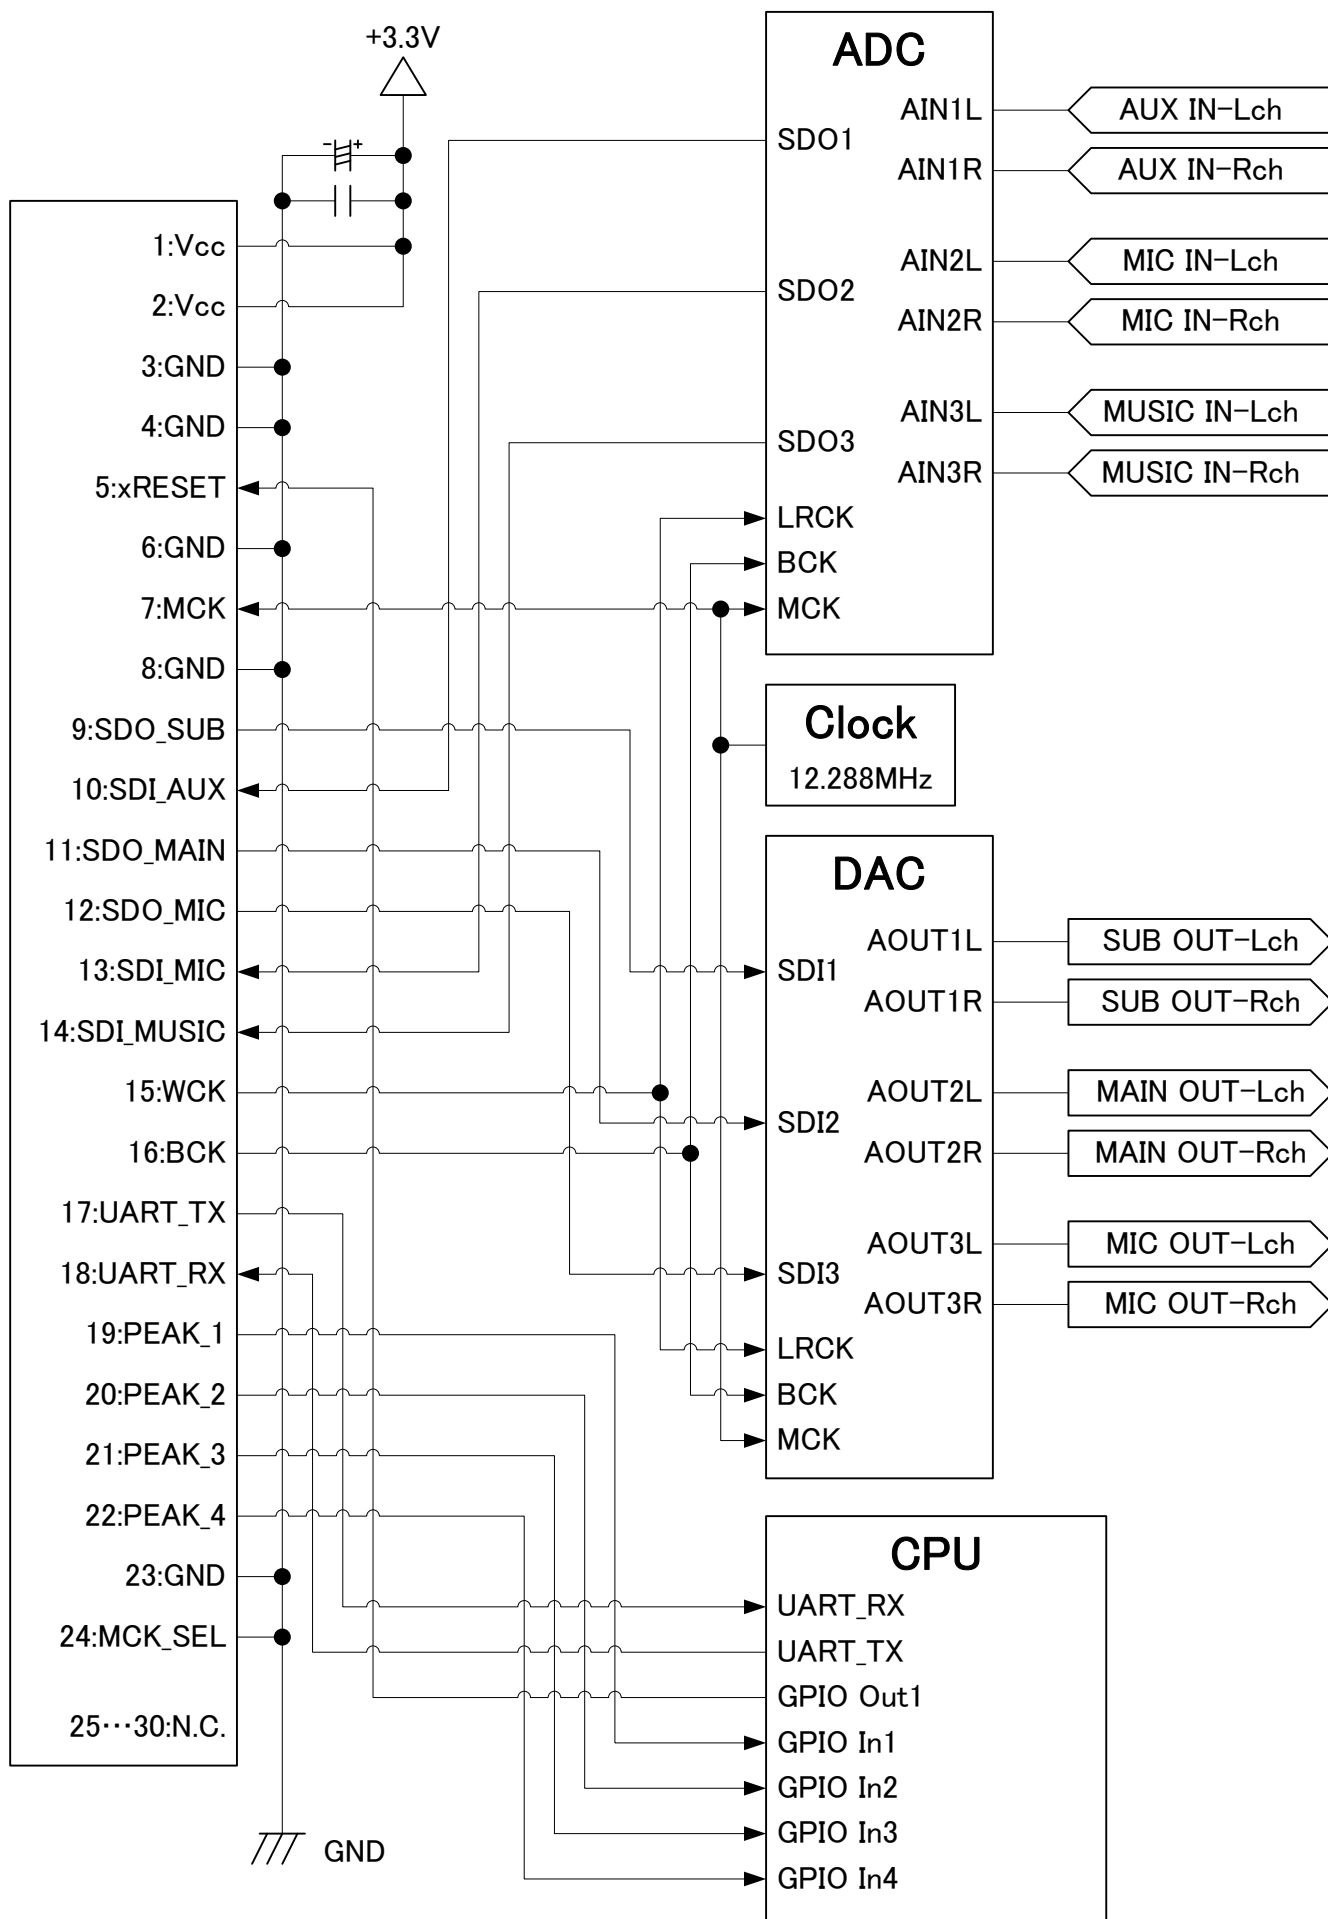 +3.3V
- +
1:Vcc
2:Vcc
3:GND
4:GND
5:xRESET
6:GND
7:MCK
8:GND
9:SDO_SUB
10:SDI_AUX
11:SDO_MAIN
12:SDO_MIC
13:SDI_MIC
14:SDI_MUSIC
15:WCK
16:BCK
17:UART_TX
18:UART_RX
19:PEAK_1
20:PEAK_2
21:PEAK_3
22:PEAK_4
23:GND
24:MCK_SEL
25···30:N.C.
GND
ADC
SDO1
SDO2
SDO3
LRCK
BCK
MCK
AIN1L
AIN1R
AIN2L
AIN2R
AIN3L
AIN3R
AUX IN-Lch
AUX IN-Rch
MIC IN-Lch
MIC IN-Rch
MUSIC IN-Lch
MUSIC IN-Rch
Clock
12.288MHz
DAC
SDI1
SDI2
SDI3
LRCK
BCK
MCK
AOUT1L
AOUT1R
AOUT2L
AOUT2R
AOUT3L
AOUT3R
SUB OUT-Lch
SUB OUT-Rch
MAIN OUT-Lch
MAIN OUT-Rch
MIC OUT-Lch
MIC OUT-Rch
CPU
UART_RX
UART_TX
GPIO Out1
GPIO In1
GPIO In2
GPIO In3
GPIO In4